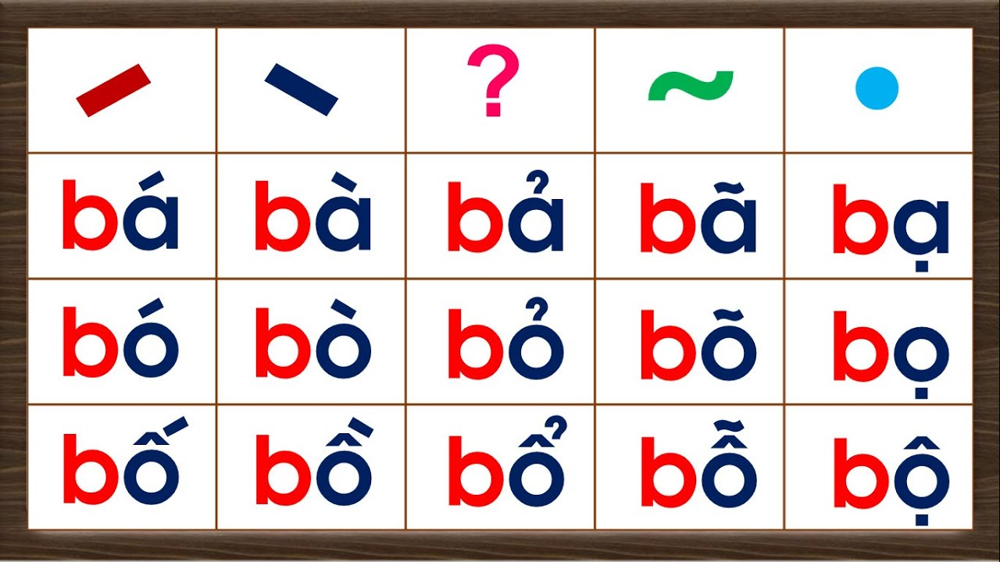 ˊ ˋ ? ~ •
bá bà bả bã bạ
bó bò bỏ bõ bọ
bố bồ bổ bỗ bộ